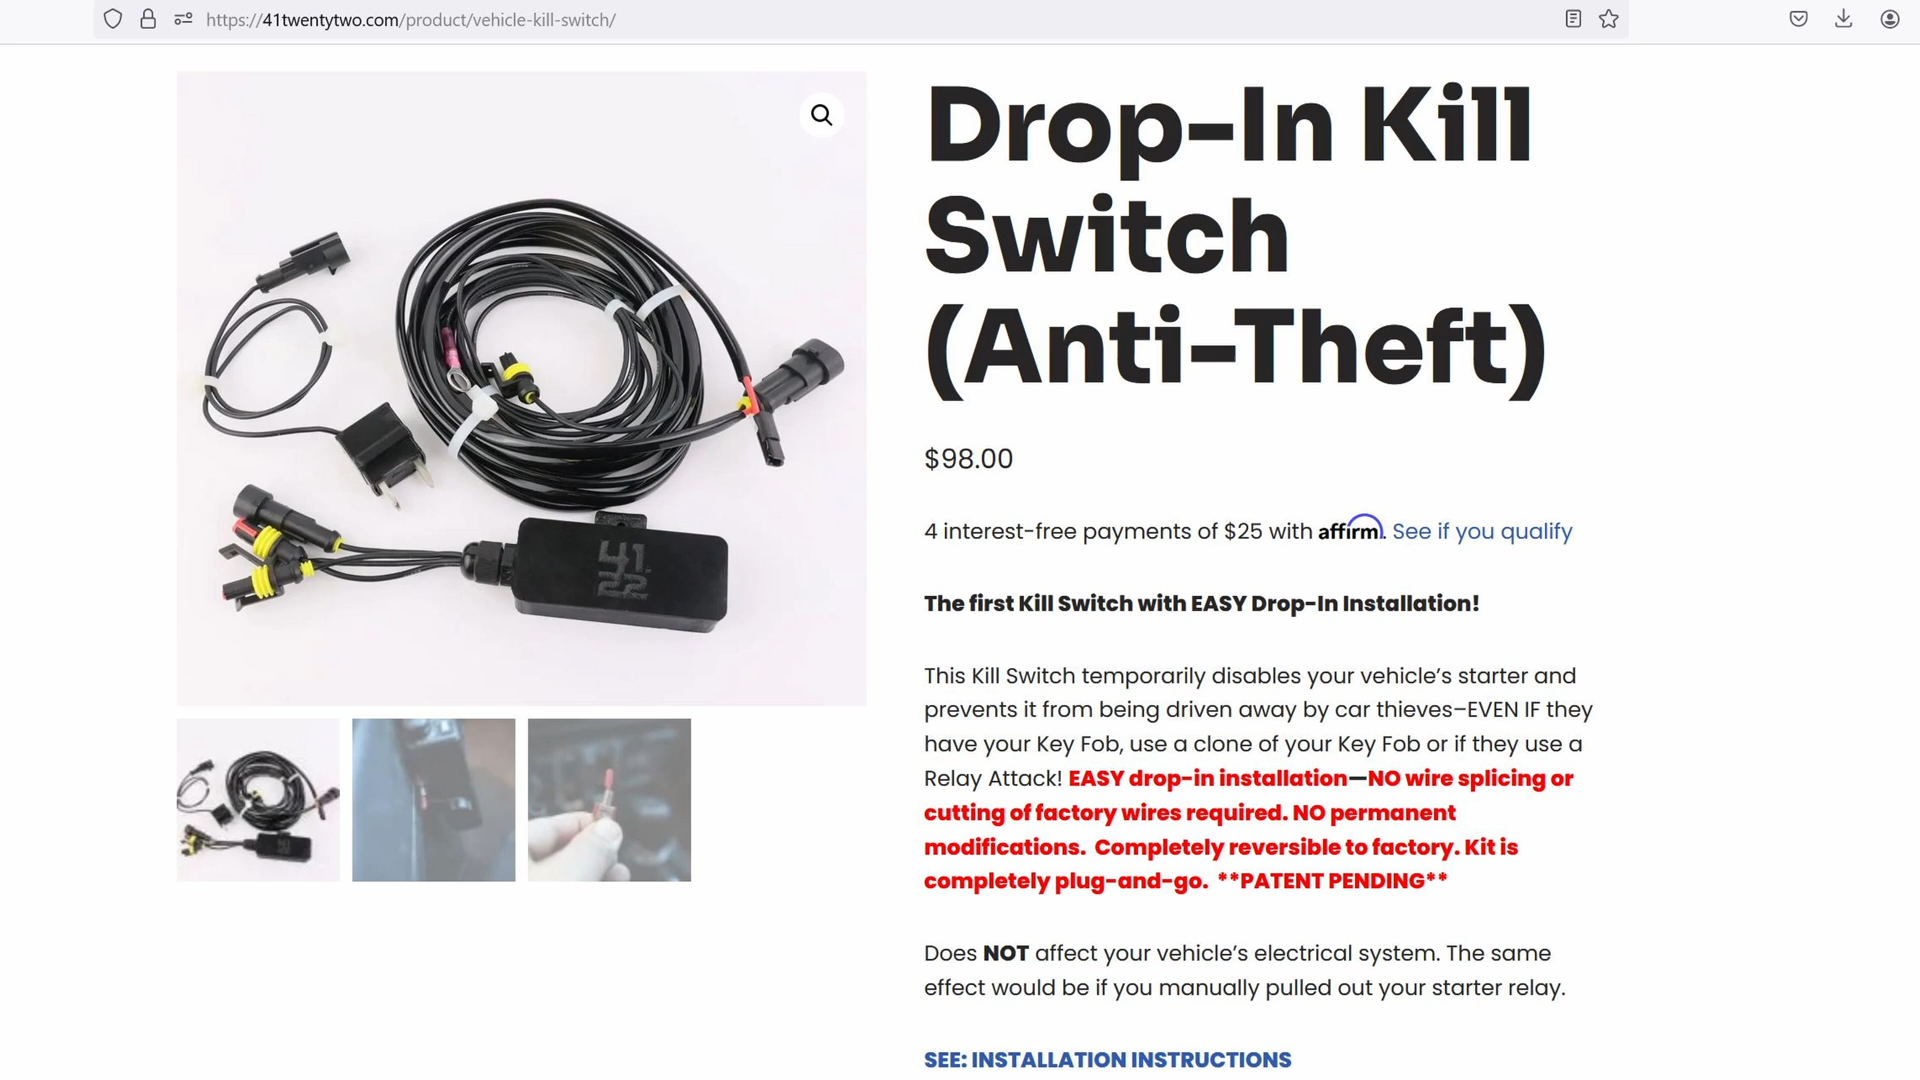 https://41twentytwo.com/product/vehicle-kill-switch/
41.
22
Drop-In Kill
Switch
(Anti-Theft)
$98.00
4 interest-free payments of $25 with affirm. See if you qualify
The first Kill Switch with EASY Drop-In Installation!
This Kill Switch temporarily disables your vehicle’s starter and
prevents it from being driven away by car thieves–EVEN IF they
have your Key Fob, use a clone of your Key Fob or if they use a
Relay Attack! EASY drop-in installation—NO wire splicing or
cutting of factory wires required. NO permanent
modifications. Completely reversible to factory. Kit is
completely plug-and-go. **PATENT PENDING**
Does NOT affect your vehicle’s electrical system. The same
effect would be if you manually pulled out your starter relay.
SEE: INSTALLATION INSTRUCTIONS